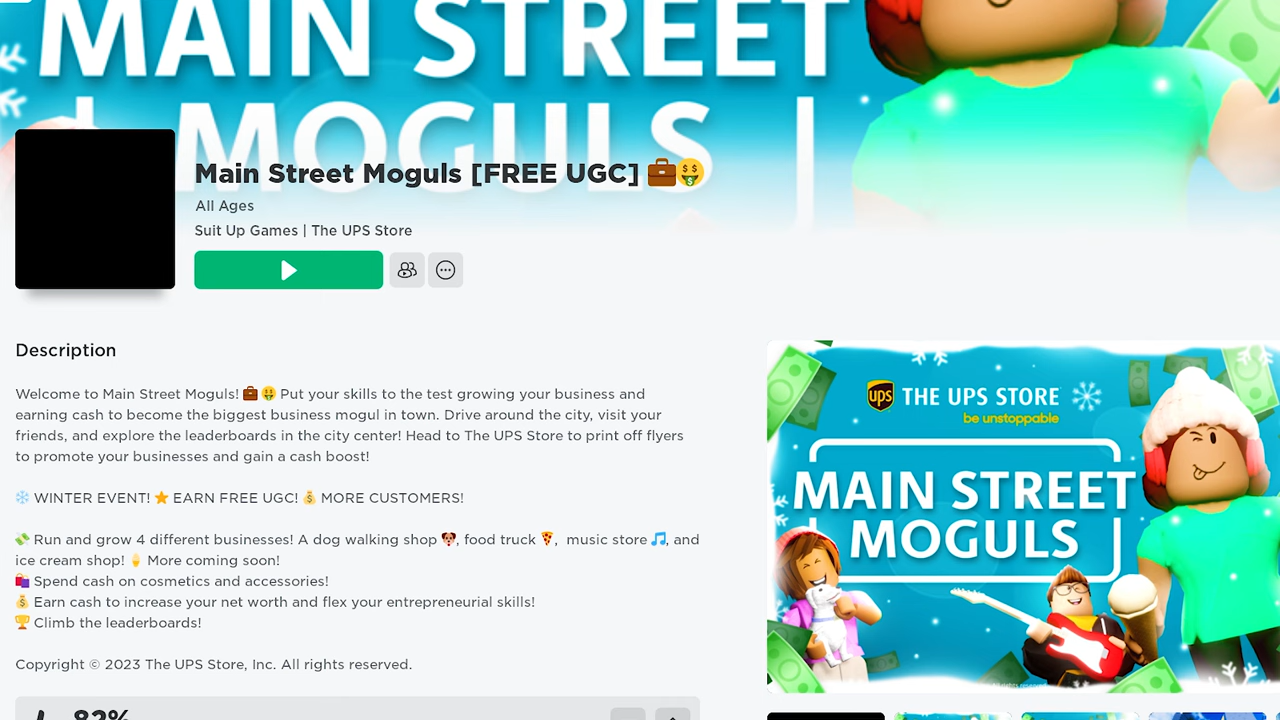 MAIN STREET
MOGULS
Main Street Moguls [FREE UGC] 💼🤑
All Ages
Suit Up Games | The UPS Store
Description
Welcome to Main Street Moguls! 💼🤑 Put your skills to the test growing your business and
earning cash to become the biggest business mogul in town. Drive around the city, visit your
friends, and explore the leaderboards in the city center! Head to The UPS Store to print off flyers
to promote your businesses and gain a cash boost!
❄️ WINTER EVENT! ⭐ EARN FREE UGC! 💰 MORE CUSTOMERS!
💸 Run and grow 4 different businesses! A dog walking shop 🐶, food truck 🍕, music store 🎵, and
ice cream shop! 🍦 More coming soon!
🛍️ Spend cash on cosmetics and accessories!
💰 Earn cash to increase your net worth and flex your entrepreneurial skills!
🏆 Climb the leaderboards!
Copyright © 2023 The UPS Store, Inc. All rights reserved.
82%
ups THE UPS STORE
be unstoppable
MAIN STREET
MOGULS